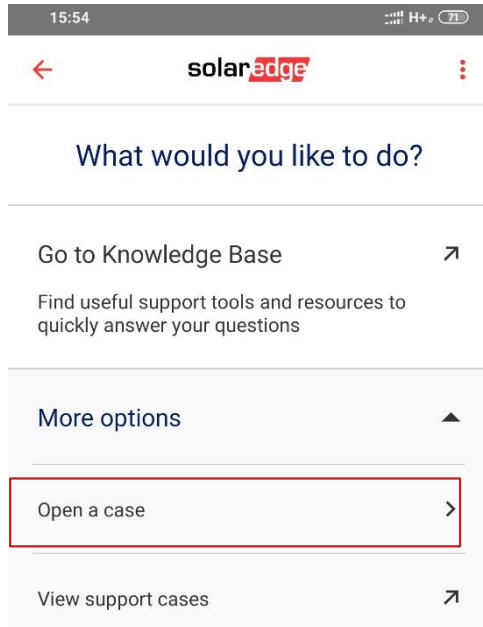 15:54 H+ 71
solaredge
What would you like to do?
Go to Knowledge Base
Find useful support tools and resources to
quickly answer your questions
More options
Open a case
View support cases